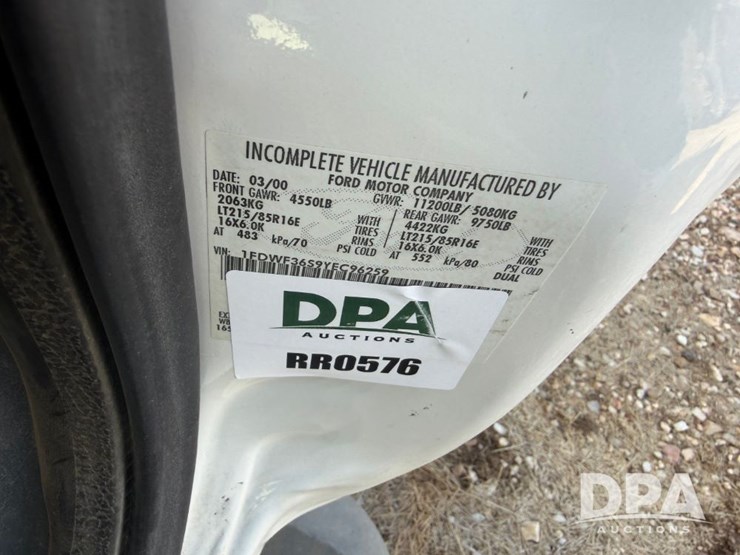 INCOMPLETE VEHICLE MANUFACTURED BY
FORD MOTOR COMPANY
DATE: 03/00 GVWR: 11200LB/ 5080KG
FRONT GAWR: 4550LB REAR GAWR: 9750LB
2063KG WITH 4422KG WITH
LT215/85R16E TIRES LT215/85R16E TIRES
16X6.0K RIMS 16X6.0K RIMS
AT 483 kPa/70 PSI COLD AT 552 kPa/80 PSI COLD
DUAL
VIN: 1FDWF36S9YEC96259
DPA
AUCTIONS
RR0576
DPA
AUCTIONS